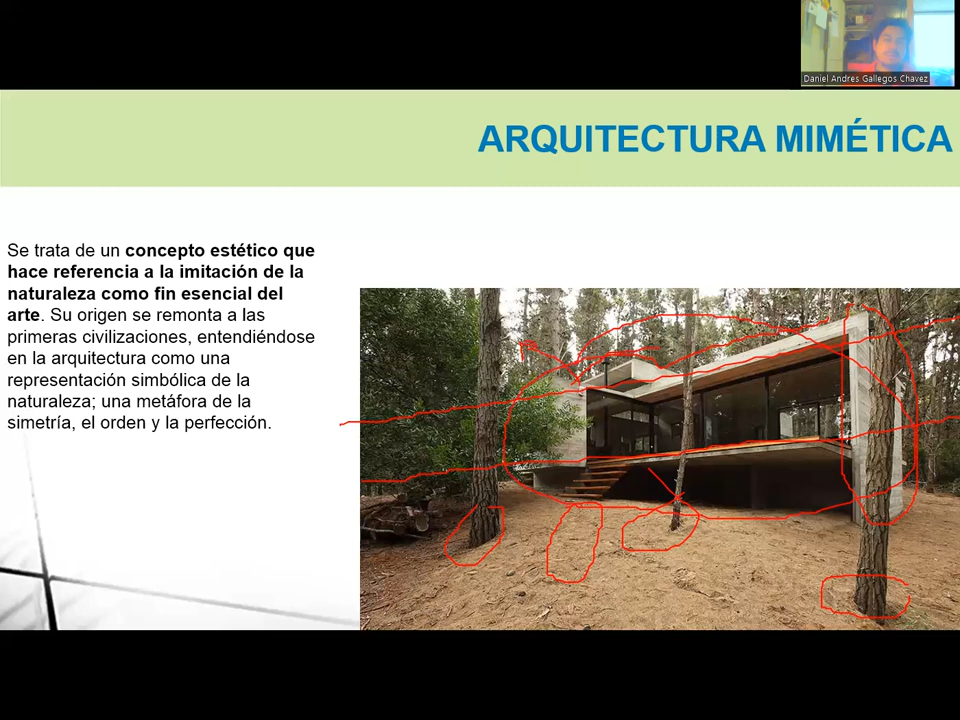 Daniel Andres Gallegos Chavez
ARQUITECTURA MIMÉTICA
Se trata de un concepto estético que
hace referencia a la imitación de la
naturaleza como fin esencial del
arte. Su origen se remonta a las
primeras civilizaciones, entendiéndose
en la arquitectura como una
representación simbólica de la
naturaleza; una metáfora de la
simetría, el orden y la perfección.